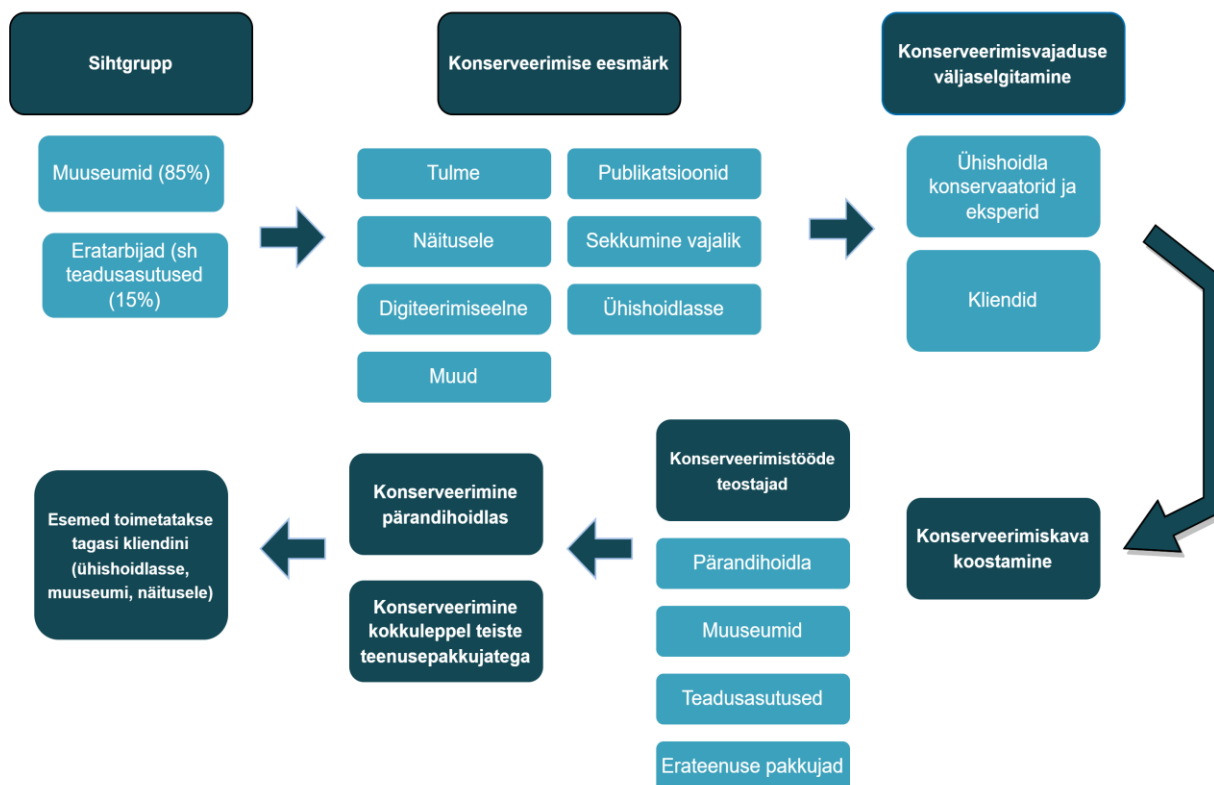 Sihtgrupp
Muuseumid (85%)
Eratarbijad (sh
teadusasutused
(15%)
Konserveerimise eesmärk
Tulme
Publikatsioonid
Näitusele
Sekkumine vajalik
Digiteerimiseelne
Ühishoidlasse
Muud
Konserveerimisvajaduse
väljaselgitamine
Ühishoidla
konservaatorid ja
eksperid
Kliendid
Konserveerimiskava
koostamine
Konserveerimistööde
teostajad
Pärandihoidla
Muuseumid
Teadusasutused
Erateenuse pakkujad
Konserveerimine
pärandihoidlas
Konserveerimine
kokkuleppel teiste
teenusepakkujatega
Esemed toimetatakse
tagasi kliendini
(ühishoidlasse,
muuseumi, näitusele)